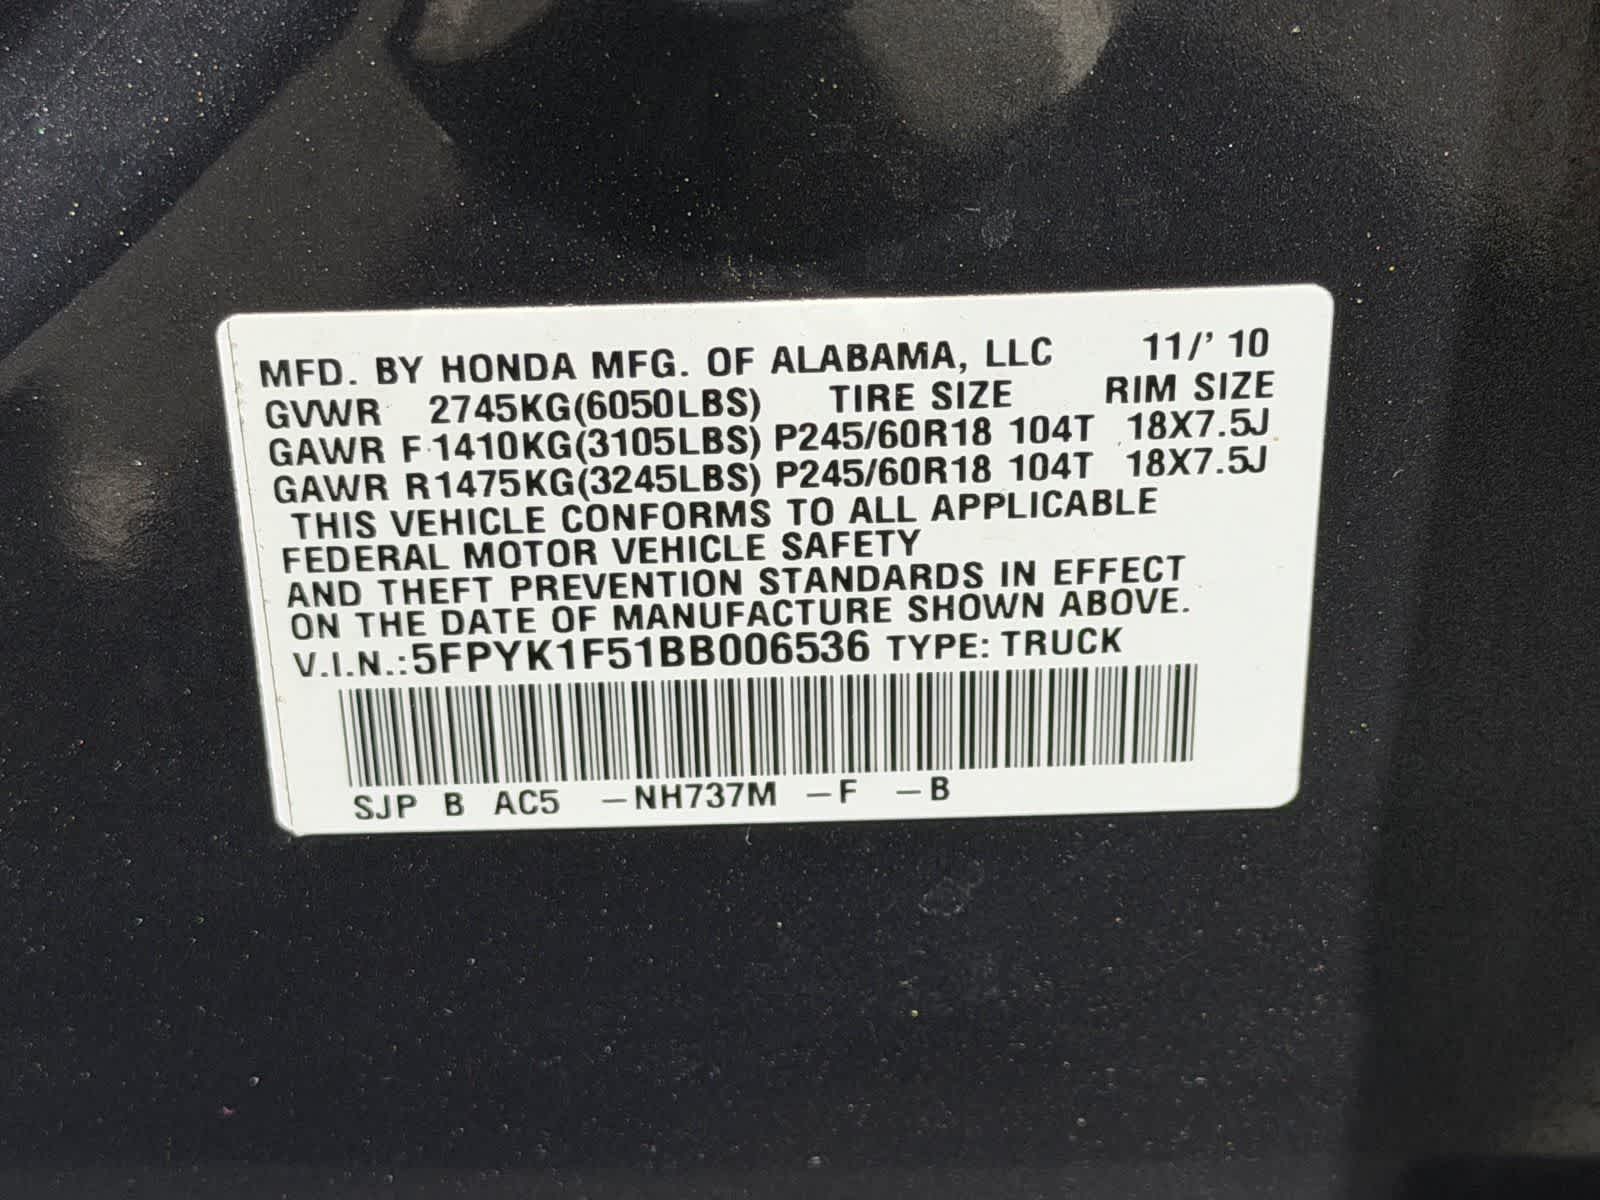 MFD. BY HONDA MFG. OF ALABAMA, LLC 11/' 10
GVWR 2745KG(6050LBS) TIRE SIZE RIM SIZE
GAWR F 1410KG(3105LBS) P245/60R18 104T 18X7.5J
GAWR R1475KG(3245LBS) P245/60R18 104T 18X7.5J
THIS VEHICLE CONFORMS TO ALL APPLICABLE
FEDERAL MOTOR VEHICLE SAFETY
AND THEFT PREVENTION STANDARDS IN EFFECT
ON THE DATE OF MANUFACTURE SHOWN ABOVE.
V.I.N.:5FPYK1F51BB006536 TYPE: TRUCK
SJP B AC5 -NH737M -F -B